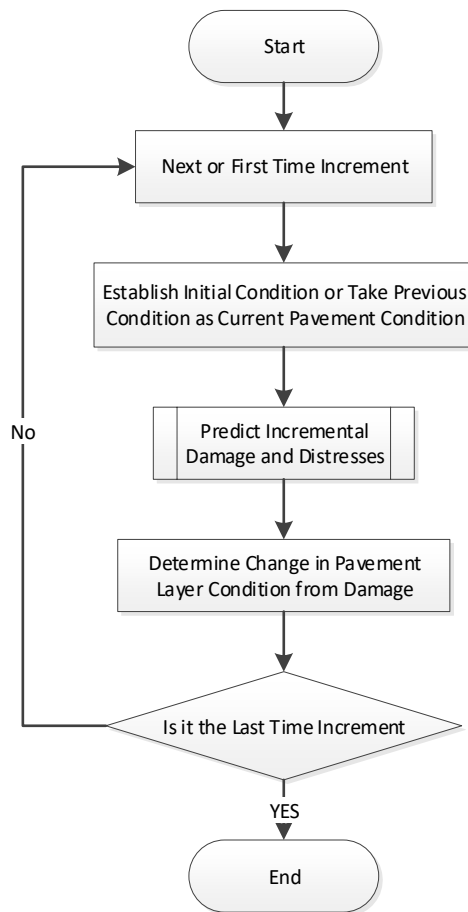 Start
Next or First Time Increment
Establish Initial Condition or Take Previous
Condition as Current Pavement Condition
No
Predict Incremental
Damage and Distresses
Determine Change in Pavement
Layer Condition from Damage
Is it the Last Time Increment
YES
End